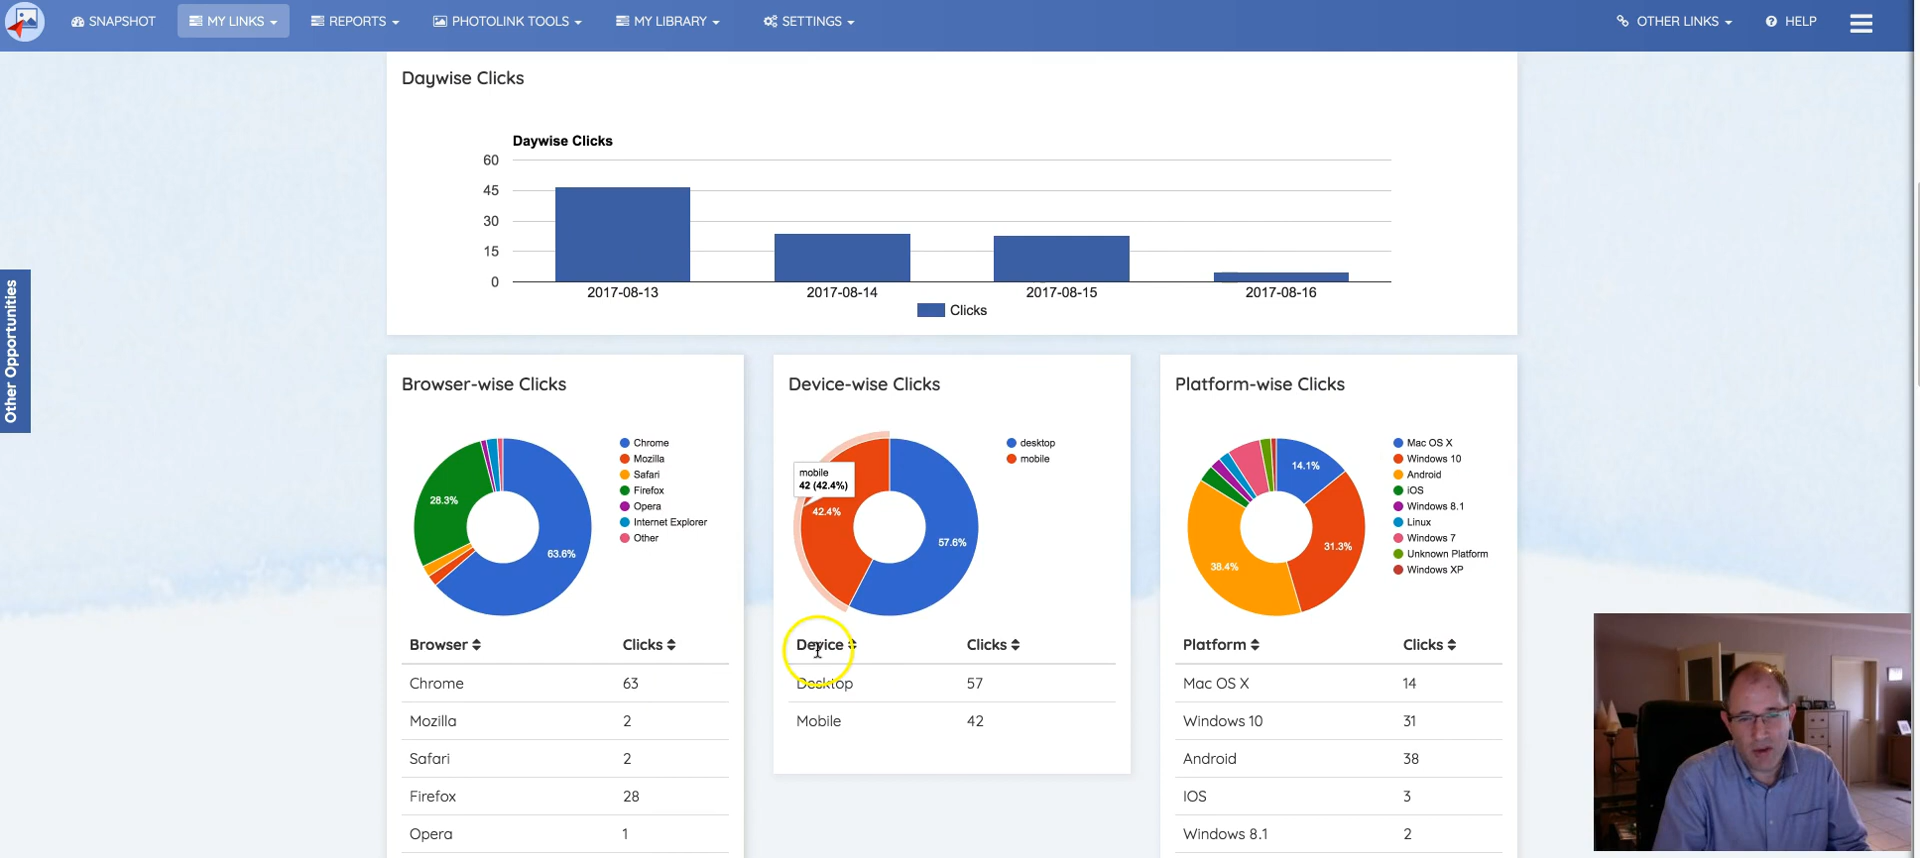 SNAPSHOT
MY LINKS
REPORTS
PHOTOLINK TOOLS
MY LIBRARY
SETTINGS
OTHER LINKS
HELP
Other Opportunities
Daywise Clicks
Daywise Clicks
60
45
30
15
0
2017-08-13
2017-08-14
2017-08-15
2017-08-16
Clicks
Browser-wise Clicks
28.3%
63.6%
Chrome
Mozilla
Safari
Firefox
Opera
Internet Explorer
Other
Browser Clicks
Chrome 63
Mozilla 2
Safari 2
Firefox 28
Opera 1
Device-wise Clicks
mobile
42 (42.4%)
42.4%
57.6%
desktop
mobile
Device Clicks
Desktop 57
Mobile 42
Platform-wise Clicks
14.1%
31.3%
38.4%
Mac OS X
Windows 10
Android
iOS
Windows 8.1
Linux
Windows 7
Unknown Platform
Windows XP
Platform Clicks
Mac OS X 14
Windows 10 31
Android 38
IOS 3
Windows 8.1 2